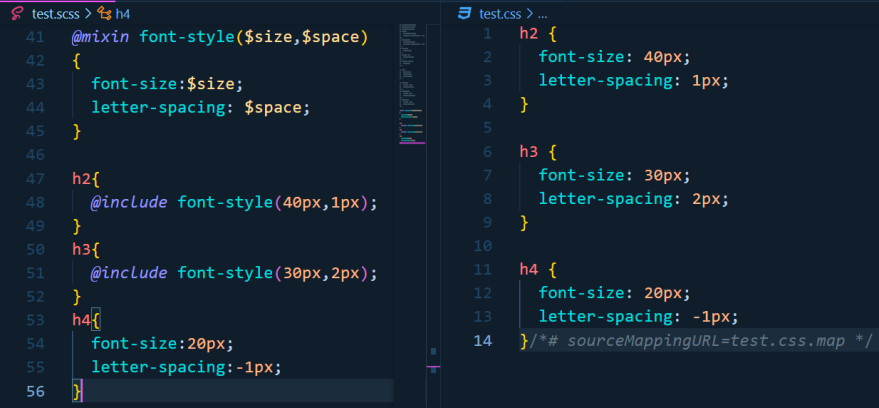 test.scss > h4
41 @mixin font-style($size,$space)
42 {
43 font-size:$size;
44 letter-spacing: $space;
45 }
46
47 h2{
48 @include font-style(40px,1px);
49 }
50 h3{
51 @include font-style(30px,2px);
52 }
53 h4{
54 font-size:20px;
55 letter-spacing:-1px;
56 }
test.css > ...
1 h2 {
2 font-size: 40px;
3 letter-spacing: 1px;
4 }
5
6 h3 {
7 font-size: 30px;
8 letter-spacing: 2px;
9 }
10
11 h4 {
12 font-size: 20px;
13 letter-spacing: -1px;
14 }/*# sourceMappingURL=test.css.map */